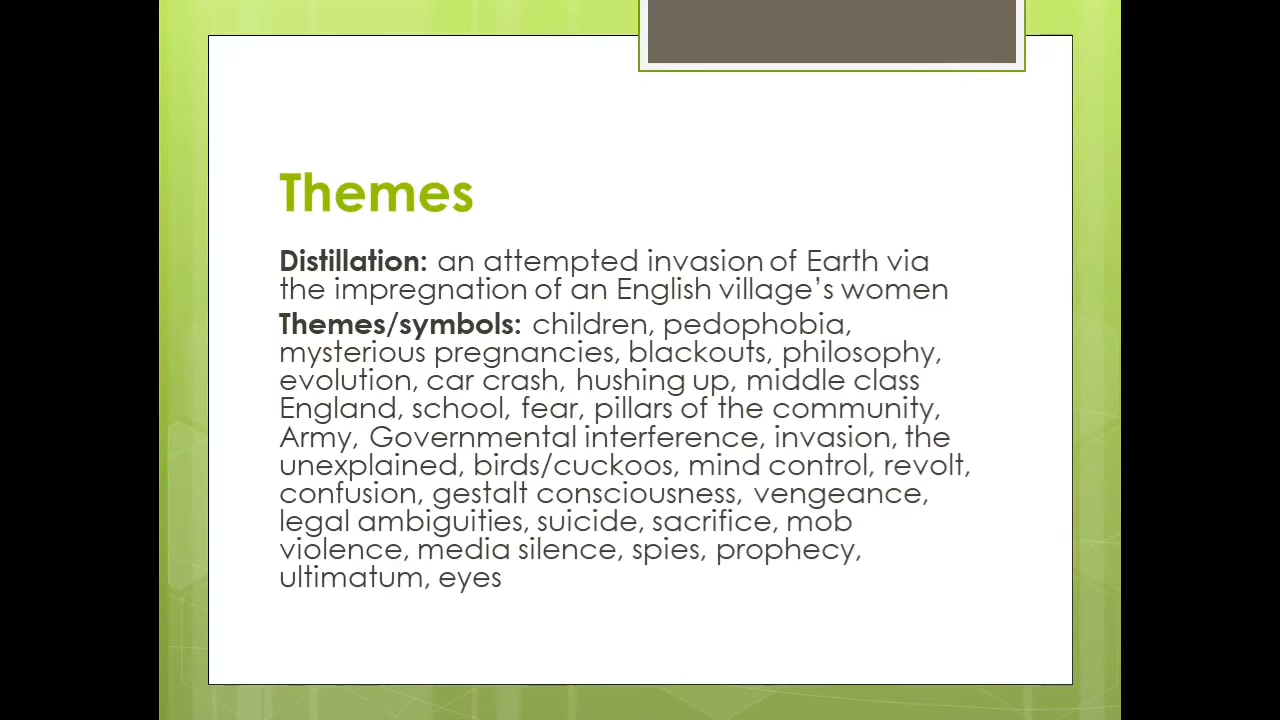 Themes
Distillation: an attempted invasion of Earth via
the impregnation of an English village’s women
Themes/symbols: children, pedophobia,
mysterious pregnancies, blackouts, philosophy,
evolution, car crash, hushing up, middle class
England, school, fear, pillars of the community,
Army, Governmental interference, invasion, the
unexplained, birds/cuckoos, mind control, revolt,
confusion, gestalt consciousness, vengeance,
legal ambiguities, suicide, sacrifice, mob
violence, media silence, spies, prophecy,
ultimatum, eyes